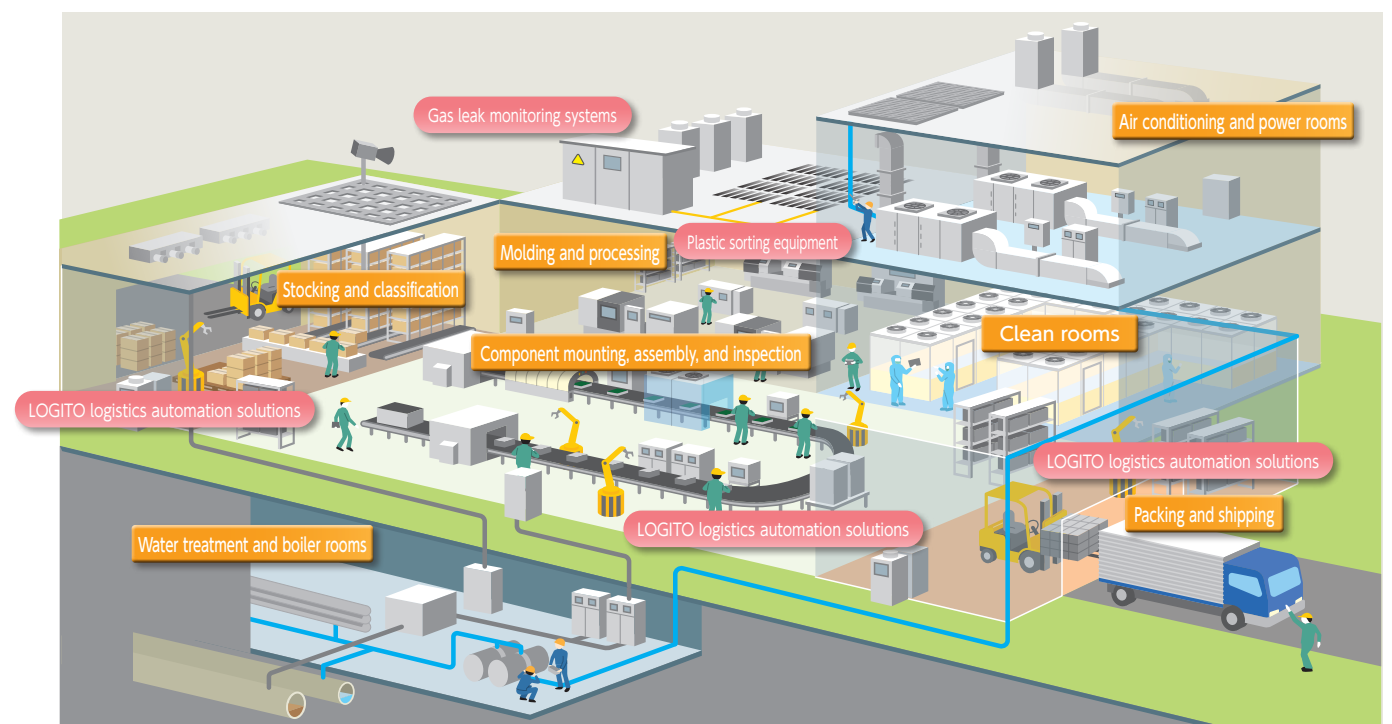 Gas leak monitoring systems
Air conditioning and power rooms
Molding and processing
Plastic sorting equipment
Stocking and classification
Clean rooms
Component mounting, assembly, and inspection
LOGITO logistics automation solutions
LOGITO logistics automation solutions
Packing and shipping
LOGITO logistics automation solutions
Water treatment and boiler rooms